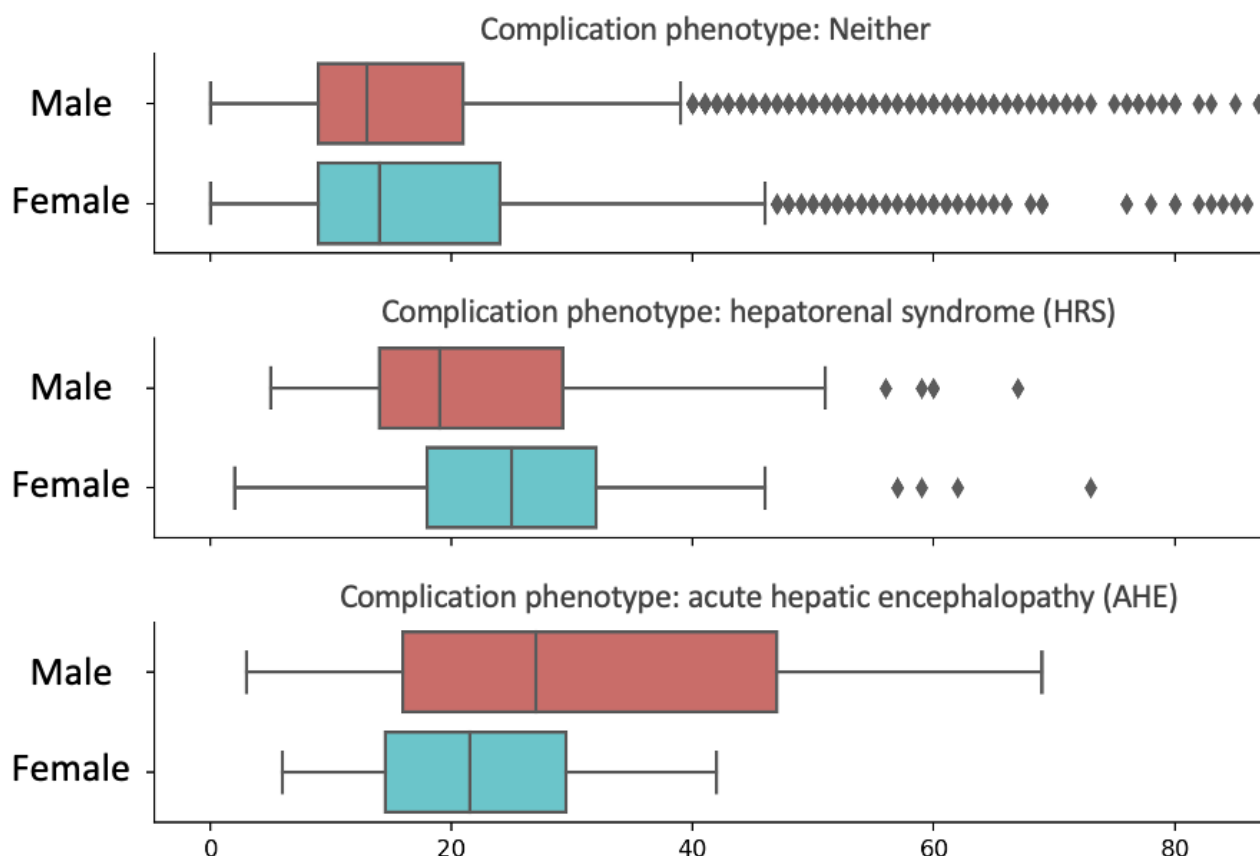 Complication phenotype: Neither
Male
Female
Complication phenotype: hepatorenal syndrome (HRS)
Male
Female
Complication phenotype: acute hepatic encephalopathy (AHE)
Male
Female
0 20 40 60 80